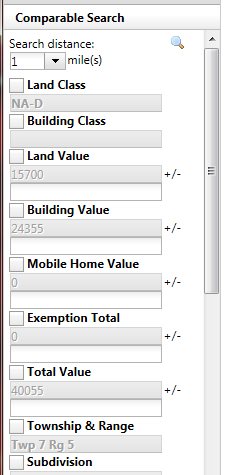 Comparable Search
Search distance:
1 mile(s)
Land Class
NA-D
Building Class
Land Value
15700 +/-
Building Value
24355 +/-
Mobile Home Value
0 +/-
Exemption Total
0 +/-
Total Value
40055 +/-
Township & Range
Twp 7 Rg 5
Subdivision